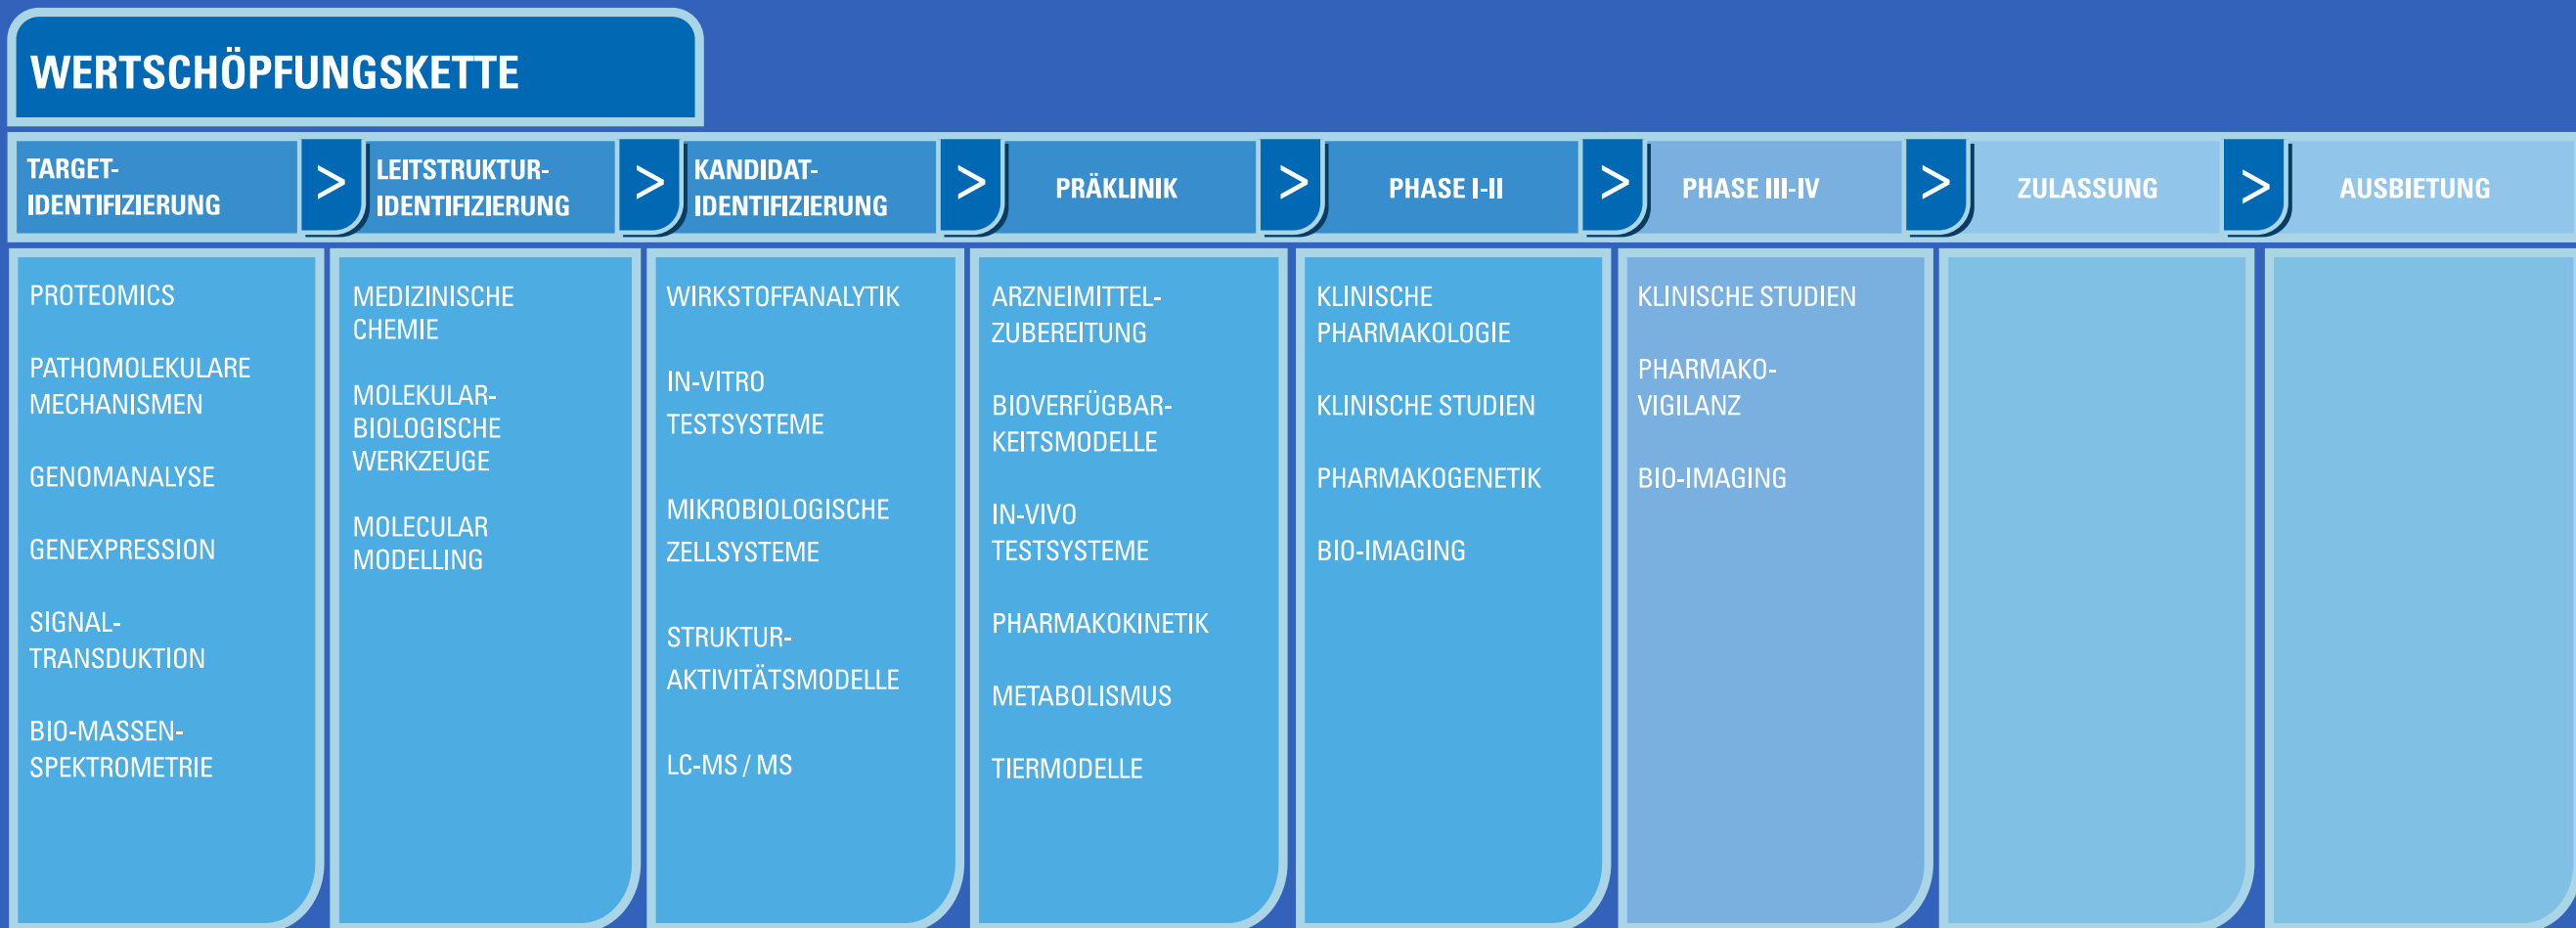 WERTSCHÖPFUNGSKETTE
TARGET-
IDENTIFIZIERUNG
>
LEITSTRUKTUR-
IDENTIFIZIERUNG
>
KANDIDAT-
IDENTIFIZIERUNG
>
PRÄKLINIK
>
PHASE I-II
>
PHASE III-IV
>
ZULASSUNG
>
AUSBIETUNG
PROTEOMICS
PATHOMOLEKULARE
MECHANISMEN
GENOMANALYSE
GENEXPRESSION
SIGNAL-
TRANSDUKTION
BIO-MASSEN-
SPEKTROMETRIE
MEDIZINISCHE
CHEMIE
MOLEKULAR-
BIOLOGISCHE
WERKZEUGE
MOLECULAR
MODELLING
WIRKSTOFFANALYTIK
IN-VITRO
TESTSYSTEME
MIKROBIOLOGISCHE
ZELLSYSTEME
STRUKTUR-
AKTIVITÄTSMODELLE
LC-MS / MS
ARZNEIMITTEL-
ZUBEREITUNG
BIOVERFÜGBAR-
KEITSMODELLE
IN-VIVO
TESTSYSTEME
PHARMAKOKINETIK
METABOLISMUS
TIERMODELLE
KLINISCHE
PHARMAKOLOGIE
KLINISCHE STUDIEN
PHARMAKOGENETIK
BIO-IMAGING
KLINISCHE STUDIEN
PHARMAKO-
VIGILANZ
BIO-IMAGING